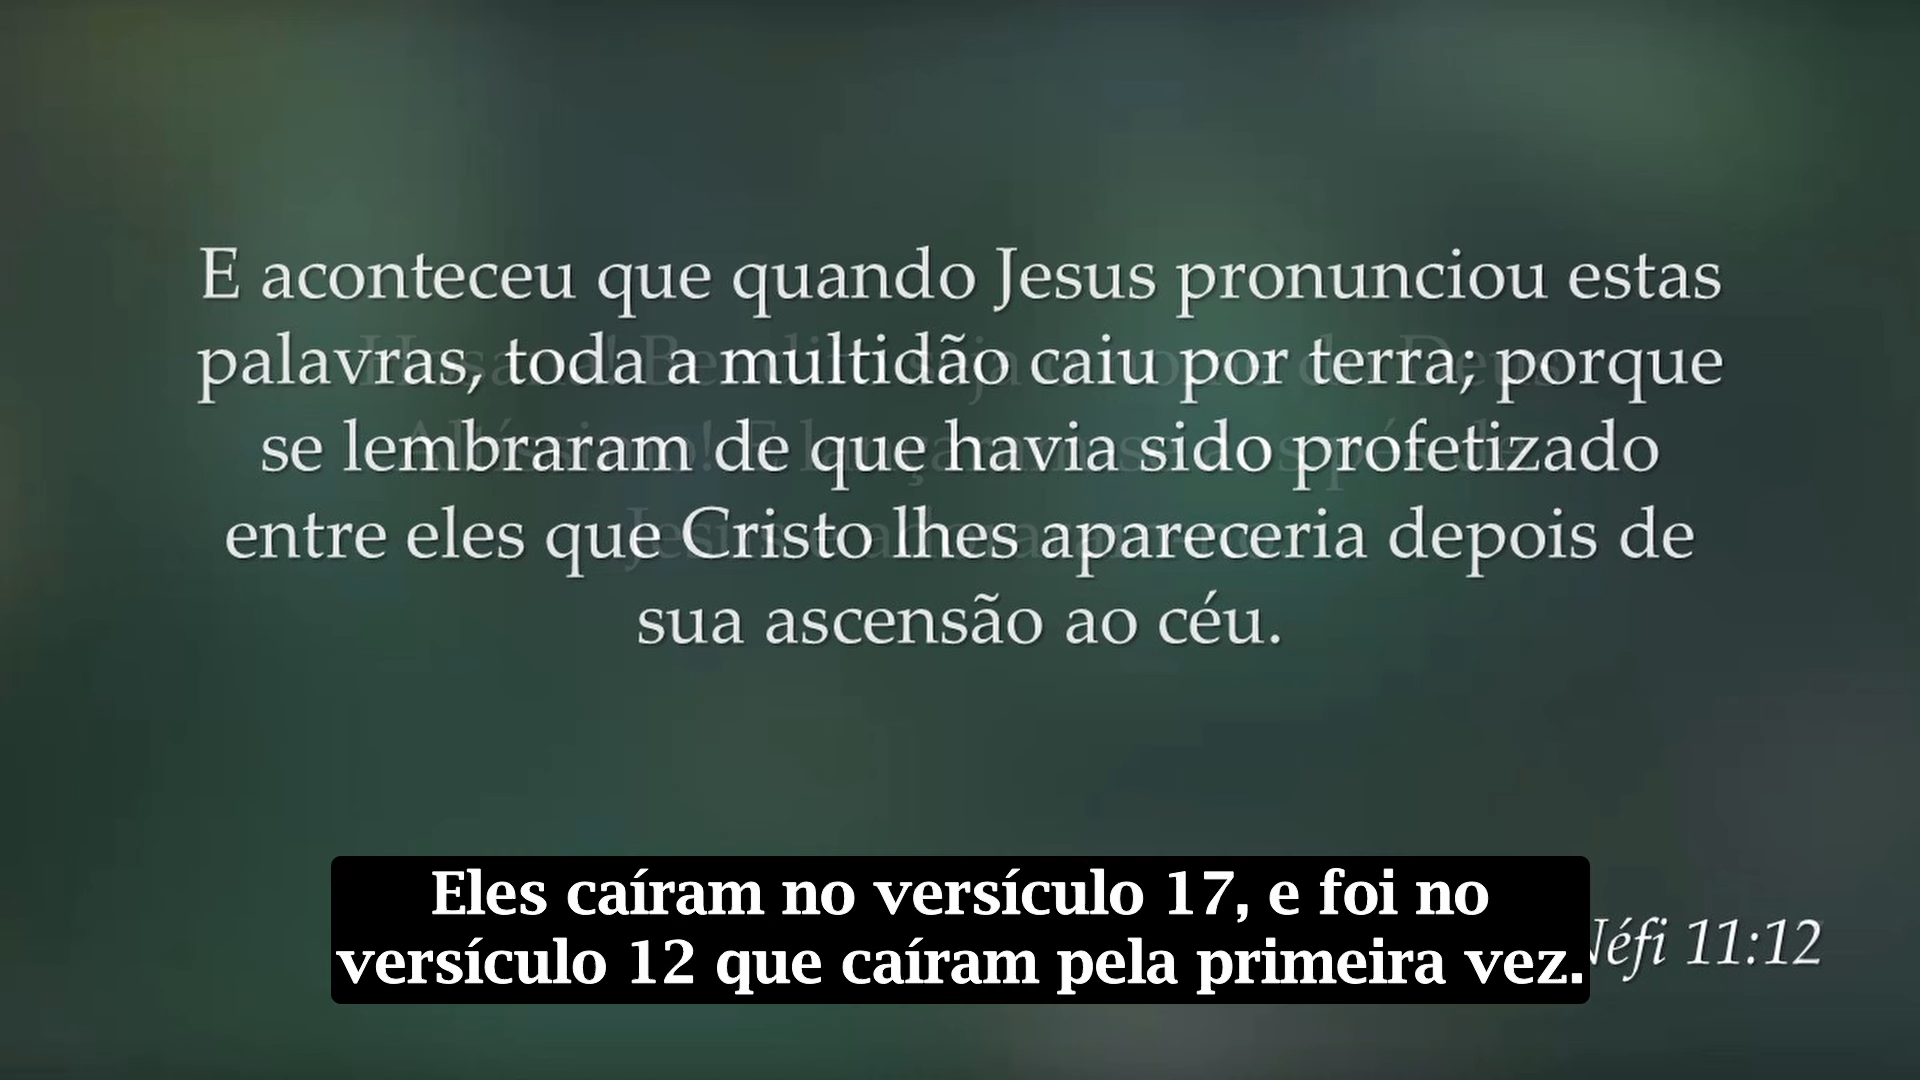 E aconteceu que quando Jesus pronunciou estas
palavras, toda a multidão caiu por terra; porque
se lembraram de que havia sido profetizado
entre eles que Cristo lhes apareceria depois de
sua ascensão ao céu.
Eles caíram no versículo 17, e foi no
versículo 12 que caíram pela primeira vez.
Néfi 11:12